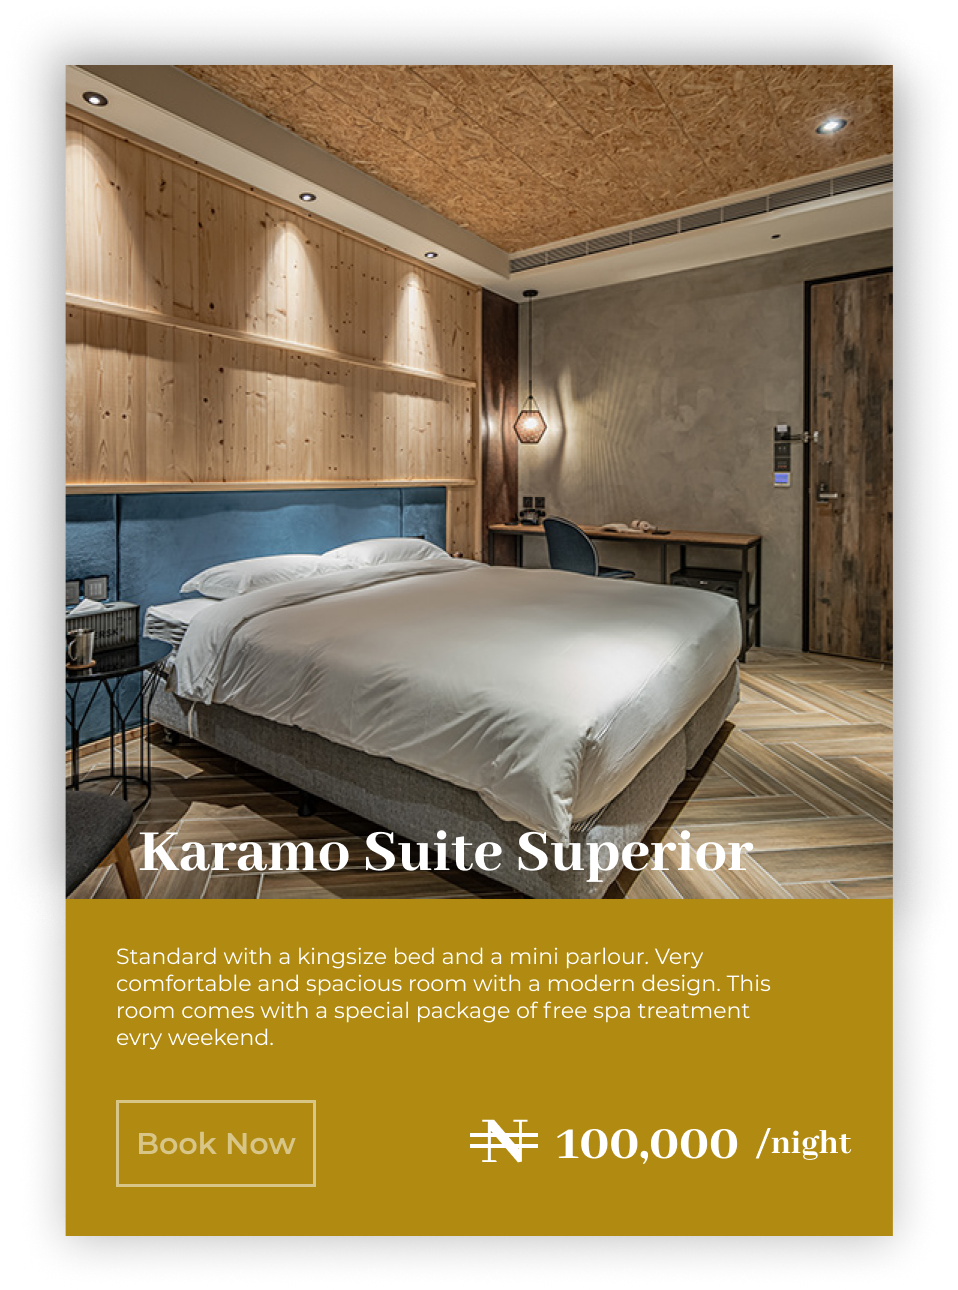 Karamo Suite Superior
Standard with a kingsize bed and a mini parlour. Very
comfortable and spacious room with a modern design. This
room comes with a special package of free spa treatment
evry weekend.
Book Now
₦ 100,000 /night